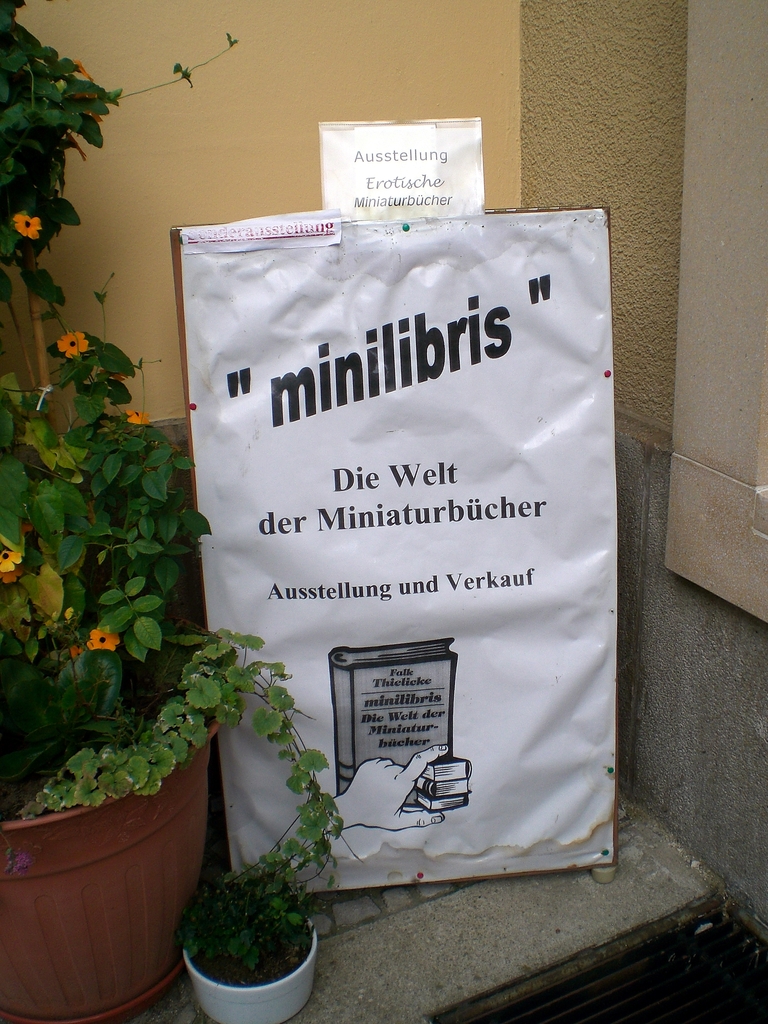 Ausstellung
Erotische
Miniaturbücher
Sonderausstellung
" minilibris "
Die Welt
der Miniaturbücher
Ausstellung und Verkauf
Falk
Thielicke
minilibris
Die Welt der
Miniatur-
bücher